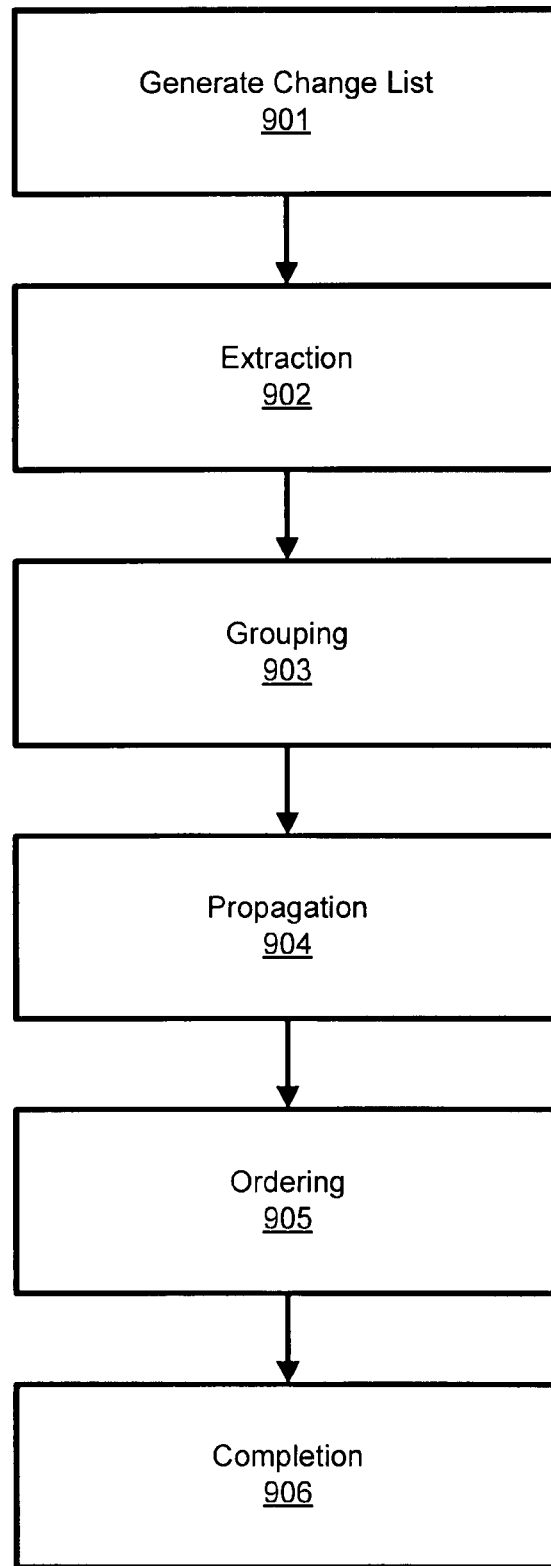 Generate Change List
901
Extraction
902
Grouping
903
Propagation
904
Ordering
905
Completion
906